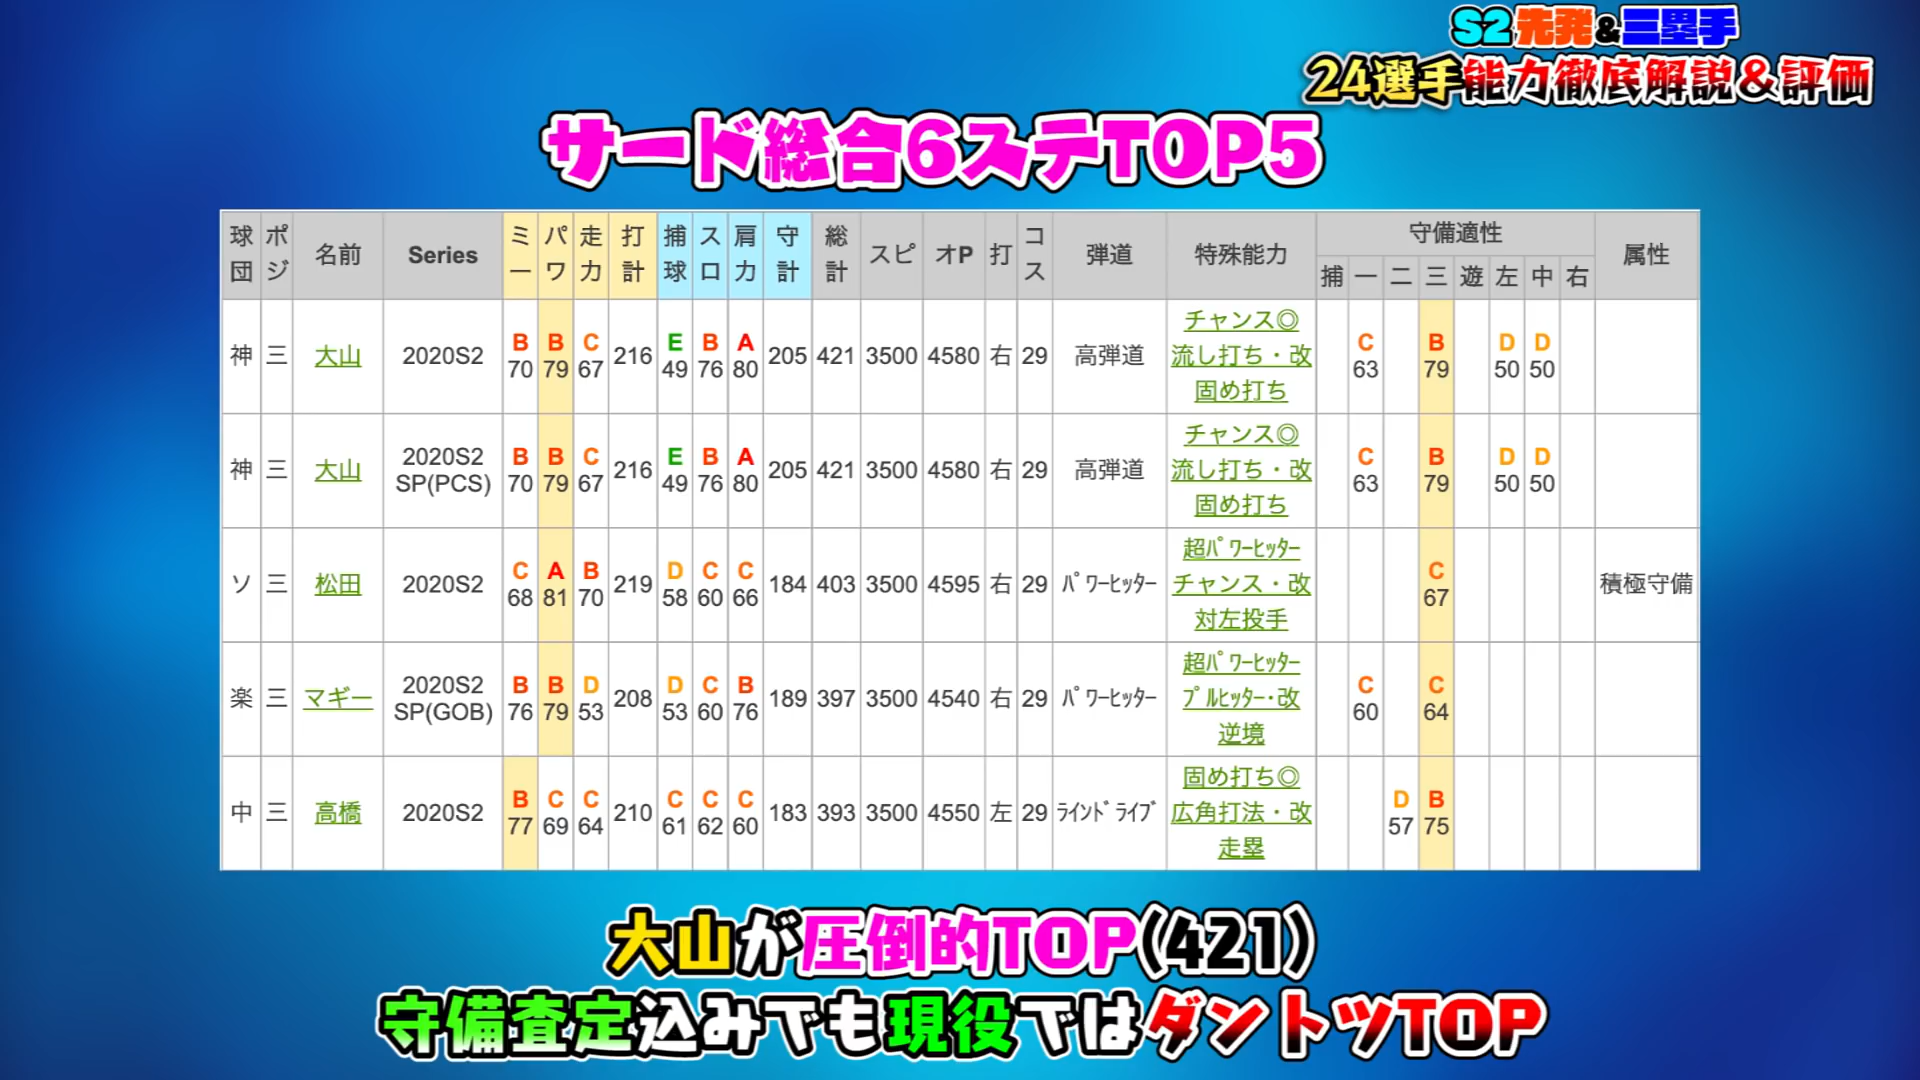 S2先発&三塁手
24選手能力徹底解説&評価
サード総合6ステTOP5
球団 ポジ 名前 Series ミー パワ 走力 打計 捕球 スロ 肩力 守計 総計 スピ オP 打 コス 弾道 特殊能力 守備適性 属性
捕 一 二 三 遊 左 中 右
神 三 大山 2020S2 B 70 B 79 C 67 216 E 49 B 76 A 80 205 421 3500 4580 右 29 高弾道 チャンス◎ 流し打ち・改 固め打ち C 63 B 79 D 50 D 50
神 三 大山 2020S2 SP(PCS) B 70 B 79 C 67 216 E 49 B 76 A 80 205 421 3500 4580 右 29 高弾道 チャンス◎ 流し打ち・改 固め打ち C 63 B 79 D 50 D 50
ソ 三 松田 2020S2 C 68 A 81 B 70 219 D 58 C 60 C 66 184 403 3500 4595 右 29 ﾊﾟﾜｰﾋｯﾀｰ 超ﾊﾟﾜｰﾋｯﾀｰ チャンス・改 対左投手 C 67 積極守備
楽 三 マギー 2020S2 SP(GOB) B 76 B 79 D 53 208 D 53 C 60 B 76 189 397 3500 4540 右 29 ﾊﾟﾜｰﾋｯﾀｰ 超ﾊﾟﾜｰﾋｯﾀｰ ﾌﾟﾙﾋｯﾀｰ･改 逆境 C 60 C 64
中 三 高橋 2020S2 B 77 C 69 C 64 210 C 61 C 62 C 60 183 393 3500 4550 左 29 ﾗｲﾝﾄﾞﾗｲﾌﾞ 固め打ち◎ 広角打法・改 走塁 D 57 B 75
大山が圧倒的TOP(421)
守備査定込みでも現役ではダントツTOP